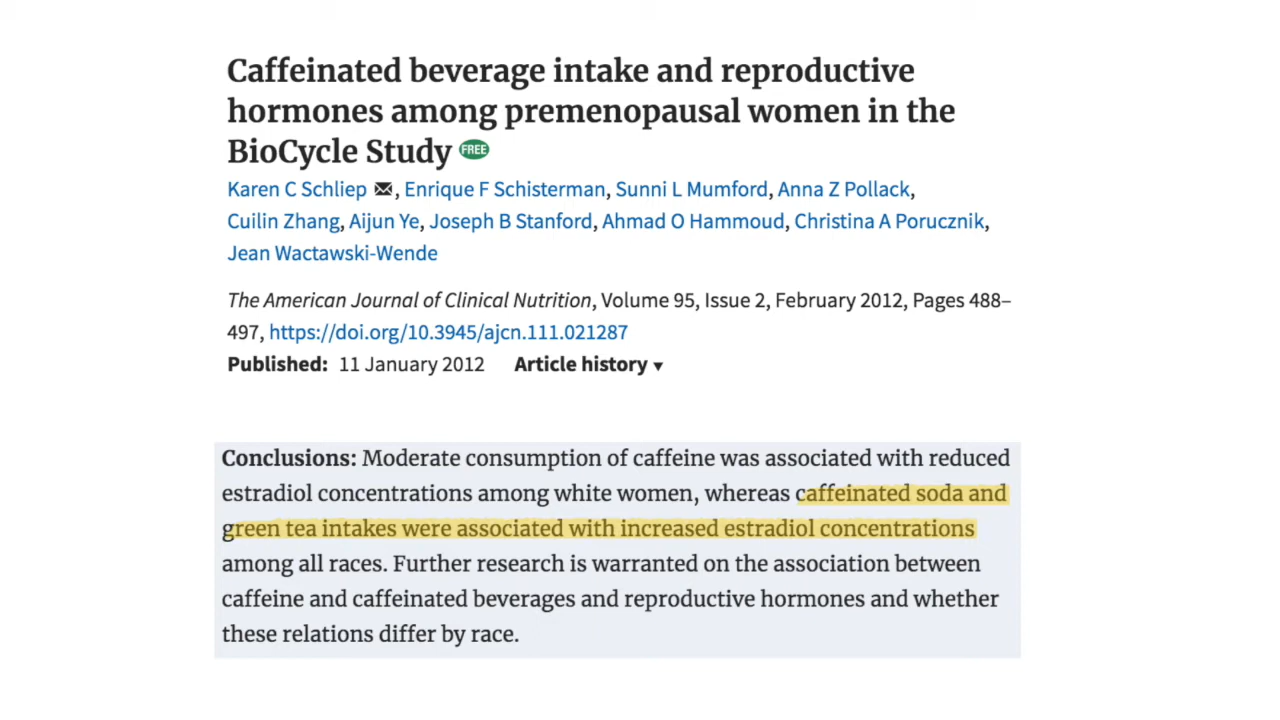 Caffeinated beverage intake and reproductive
hormones among premenopausal women in the
BioCycle Study FREE
Karen C Schliep, Enrique F Schisterman, Sunni L Mumford, Anna Z Pollack,
Cuilin Zhang, Aijun Ye, Joseph B Stanford, Ahmad O Hammoud, Christina A Porucznik,
Jean Wactawski-Wende
The American Journal of Clinical Nutrition, Volume 95, Issue 2, February 2012, Pages 488–
497, https://doi.org/10.3945/ajcn.111.021287
Published: 11 January 2012 Article history ▾
Conclusions: Moderate consumption of caffeine was associated with reduced
estradiol concentrations among white women, whereas caffeinated soda and
green tea intakes were associated with increased estradiol concentrations
among all races. Further research is warranted on the association between
caffeine and caffeinated beverages and reproductive hormones and whether
these relations differ by race.